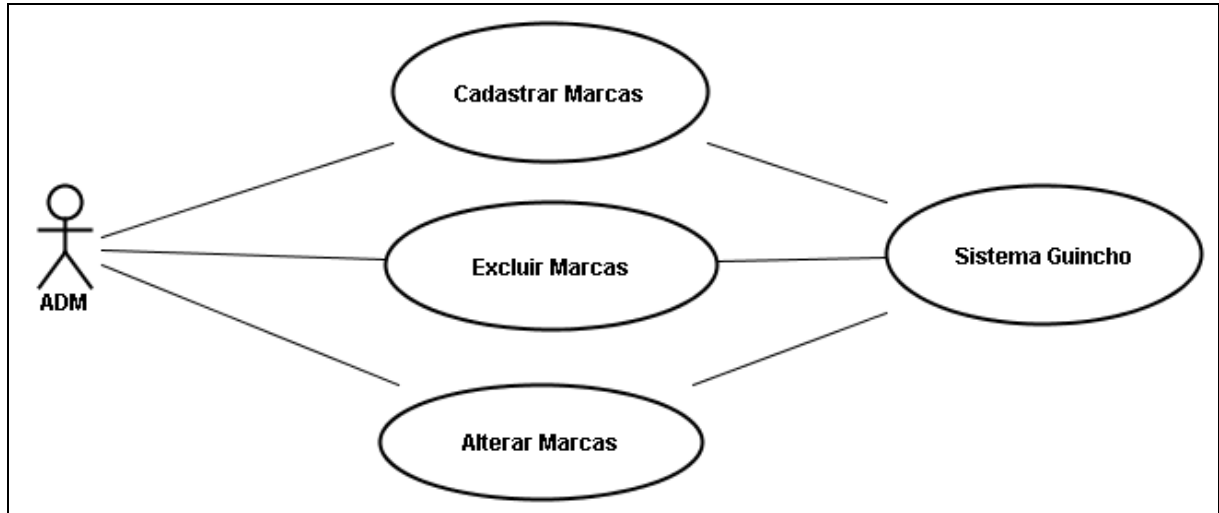 Cadastrar Marcas
ADM
Excluir Marcas
Sistema Guincho
Alterar Marcas